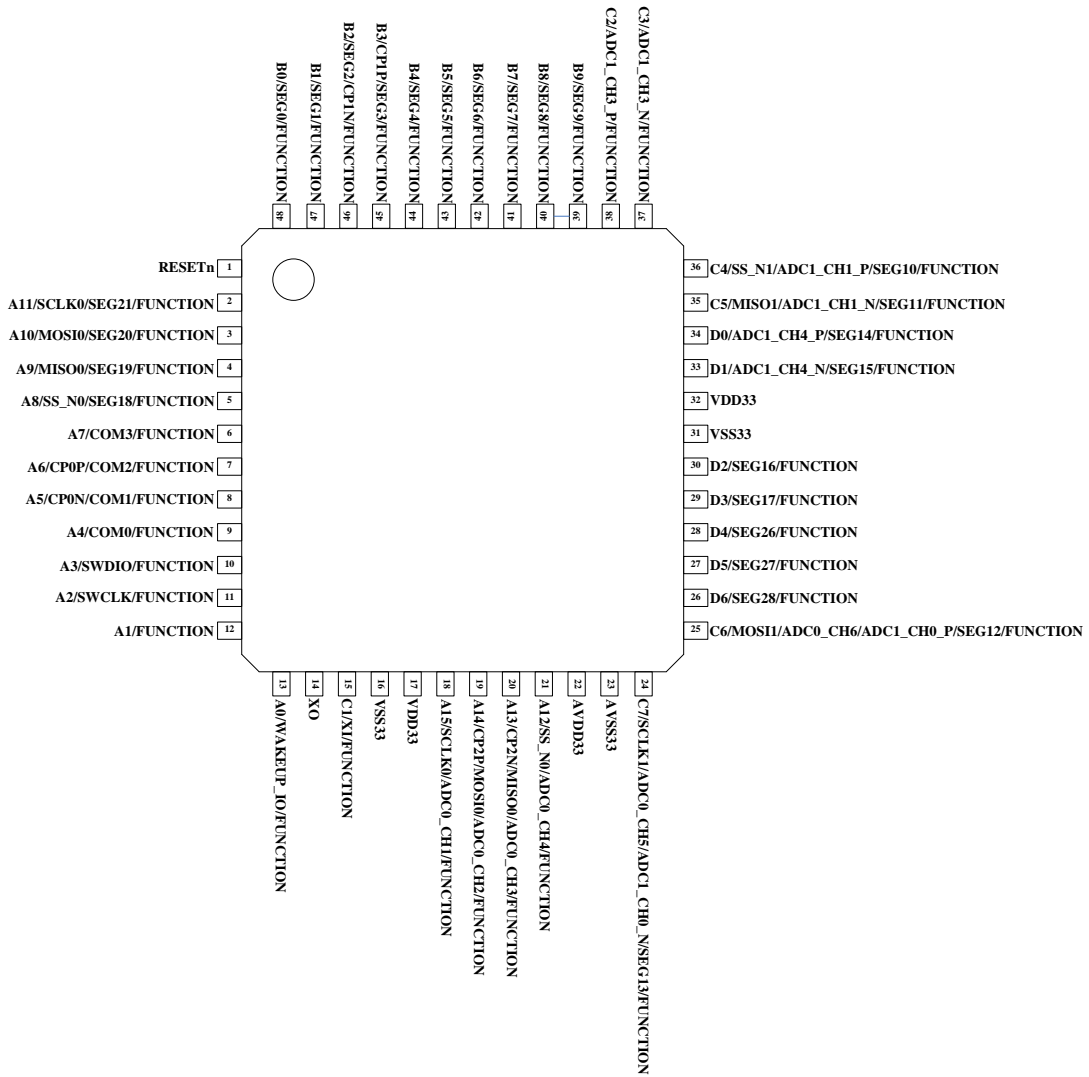 B0/SEG0/FUNCTION
B1/SEG1/FUNCTION
B2/SEG2/CP1N/FUNCTION
B3/CP1P/SEG3/FUNCTION
B4/SEG4/FUNCTION
B5/SEG5/FUNCTION
B6/SEG6/FUNCTION
B7/SEG7/FUNCTION
B8/SEG8/FUNCTION
B9/SEG9/FUNCTION
C2/ADC1_CH3_P/FUNCTION
C3/ADC1_CH3_N/FUNCTION
48
47
46
45
44
43
42
41
40
39
38
37
RESETn 1
A11/SCLK0/SEG21/FUNCTION 2
A10/MOSI0/SEG20/FUNCTION 3
A9/MISO0/SEG19/FUNCTION 4
A8/SS_N0/SEG18/FUNCTION 5
A7/COM3/FUNCTION 6
A6/CP0P/COM2/FUNCTION 7
A5/CP0N/COM1/FUNCTION 8
A4/COM0/FUNCTION 9
A3/SWDIO/FUNCTION 10
A2/SWCLK/FUNCTION 11
A1/FUNCTION 12
36 C4/SS_N1/ADC1_CH1_P/SEG10/FUNCTION
35 C5/MISO1/ADC1_CH1_N/SEG11/FUNCTION
34 D0/ADC1_CH4_P/SEG14/FUNCTION
33 D1/ADC1_CH4_N/SEG15/FUNCTION
32 VDD33
31 VSS33
30 D2/SEG16/FUNCTION
29 D3/SEG17/FUNCTION
28 D4/SEG26/FUNCTION
27 D5/SEG27/FUNCTION
26 D6/SEG28/FUNCTION
25 C6/MOSI1/ADC0_CH6/ADC1_CH0_P/SEG12/FUNCTION
13
14
15
16
17
18
19
20
21
22
23
24
A0/WAKEUP_IO/FUNCTION
XO
C1/XI/FUNCTION
VSS33
VDD33
A15/SCLK0/ADC0_CH1/FUNCTION
A14/CP2P/MOSI0/ADC0_CH2/FUNCTION
A13/CP2N/MISO0/ADC0_CH3/FUNCTION
A12/SS_N0/ADC0_CH4/FUNCTION
AVDD33
AVSS33
C7/SCLK1/ADC0_CH5/ADC1_CH0_N/SEG13/FUNCTION